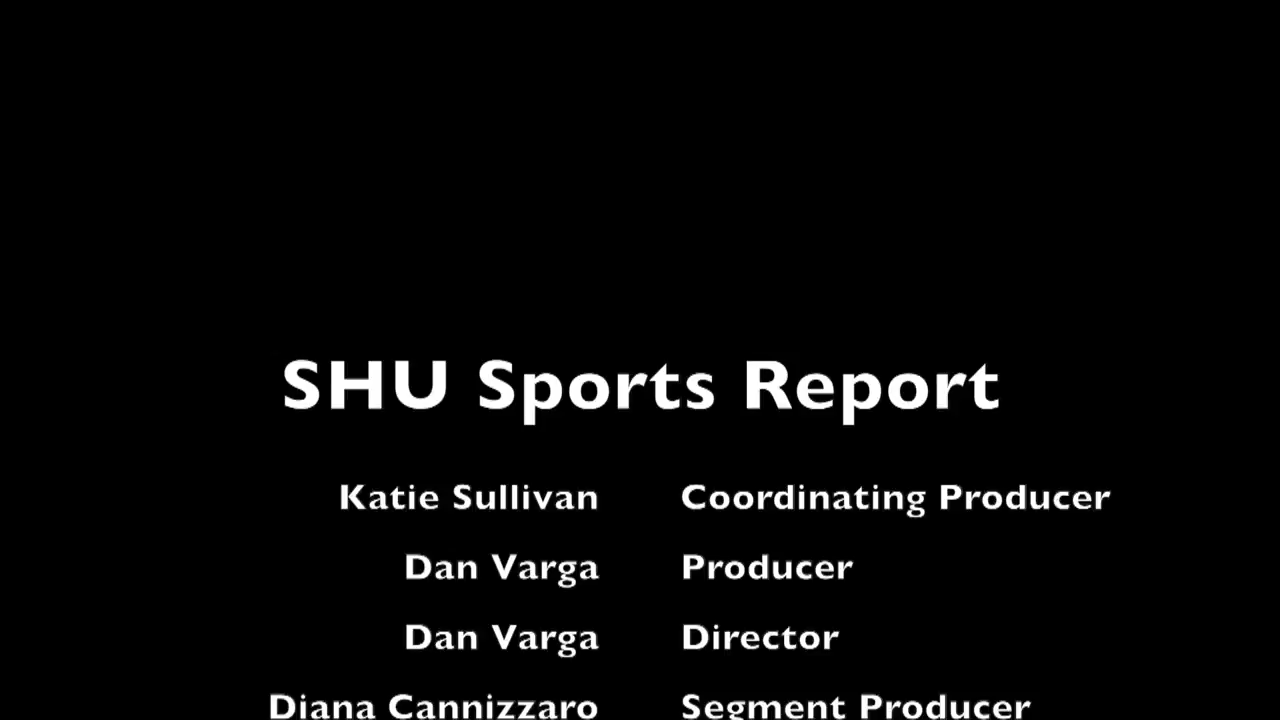 SHU Sports Report
Katie Sullivan Coordinating Producer
Dan Varga Producer
Dan Varga Director
Diana Cannizzaro Segment Producer